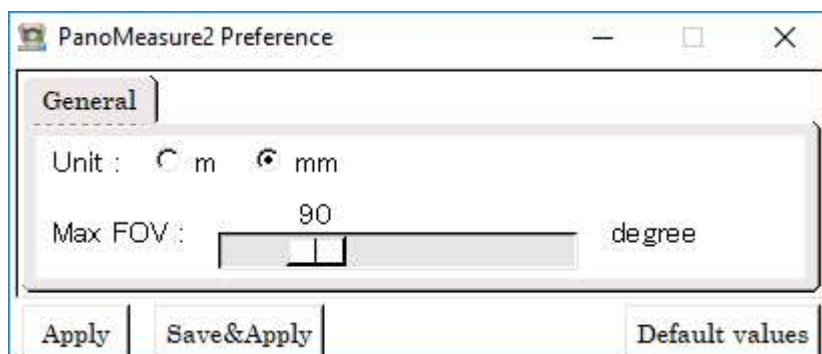 PanoMeasure2 Preference
General
Unit : m mm
90
Max FOV : degree
Apply Save&Apply Default values